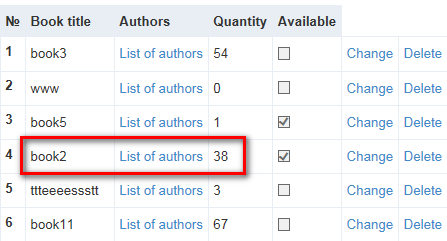 № Book title Authors Quantity Available
1 book3 List of authors 54 Change Delete
2 www List of authors 0 Change Delete
3 book5 List of authors 1 Change Delete
4 book2 List of authors 38 Change Delete
5 ttteeeessstt List of authors 3 Change Delete
6 book11 List of authors 67 Change Delete